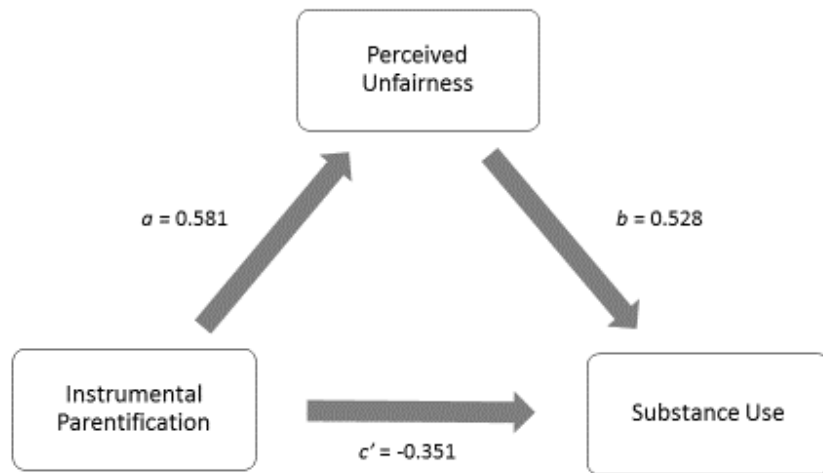 Perceived
Unfairness
a = 0.581
b = 0.528
Instrumental
Parentification
Substance Use
c’ = -0.351